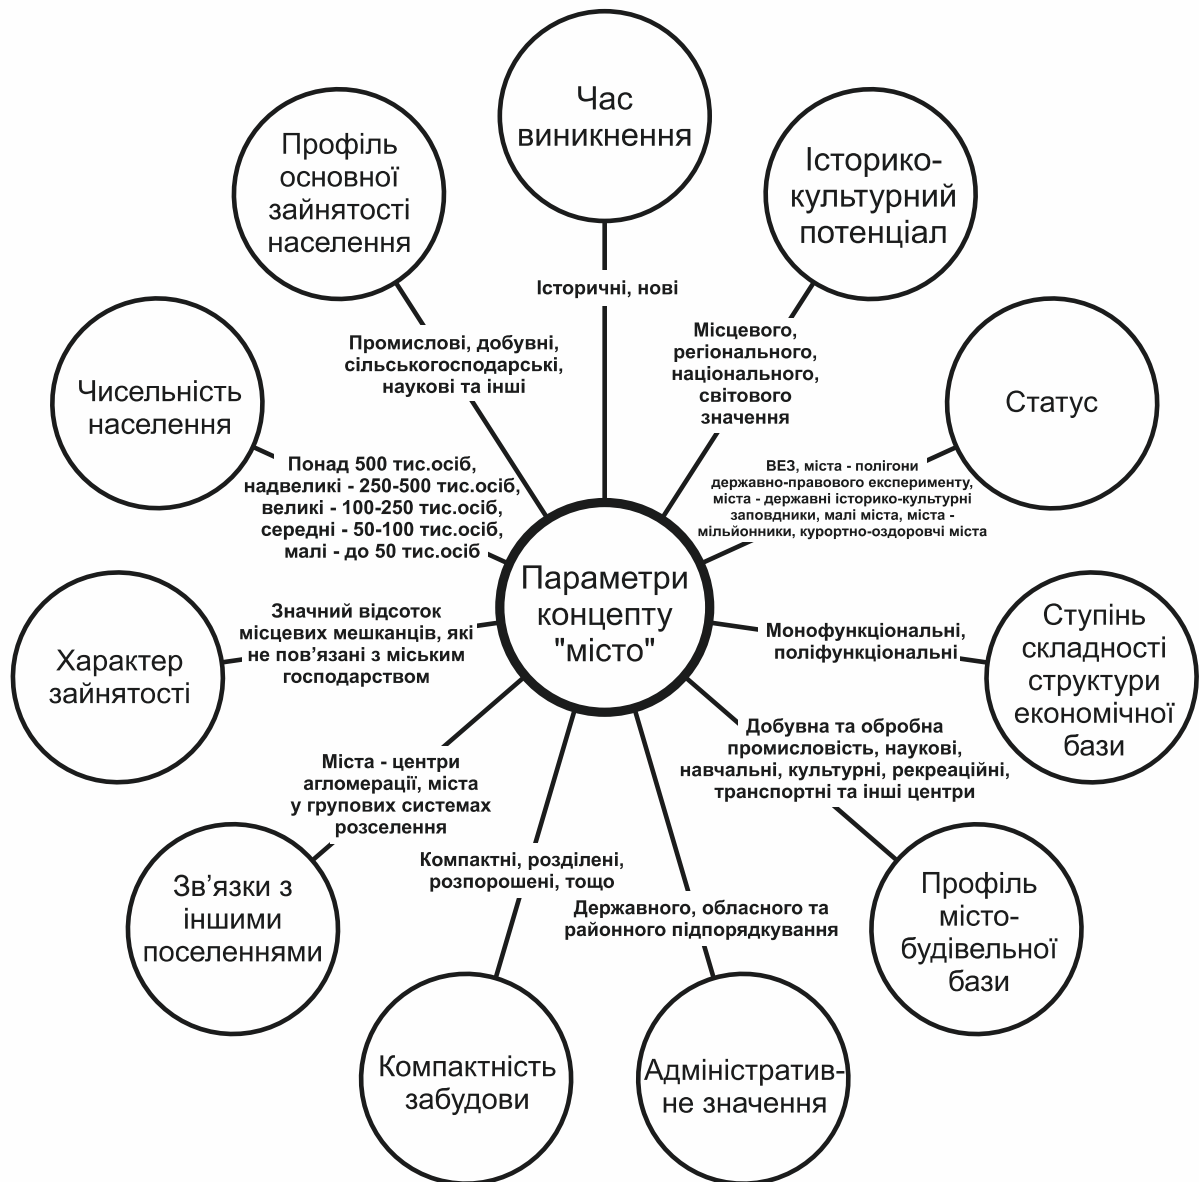 Час
виникнення
Історичні, нові
Історико-
культурний
потенціал
Місцевого,
регіонального,
національного,
світового
значення
Статус
ВЕЗ, міста - полігони
державно-правового експерименту,
міста - державні історико-культурні
заповдники, малі міста, міста -
мільйонники, курортно-оздоровчі міста
Ступінь
складності
структури
економічної
бази
Монофункціональні,
поліфункціональні
Профіль
місто-
будівельної
бази
Добувна та обробна
промисловість, наукові,
навчальні, культурні, рекреаційні,
транспортні та інші центри
Адміністратив-
не значення
Державного, обласного та
районного підпорядкування
Компактність
забудови
Компактні, розділені,
розпорошені, тощо
Зв’язки з
іншими
поселеннями
Міста - центри
агломерації, міста
у групових системах
розселення
Характер
зайнятості
Значний відсоток
місцевих мешканців, які
не пов’язані з міським
господарством
Чисельність
населення
Понад 500 тис.осіб,
надвеликі - 250-500 тис.осіб,
великі - 100-250 тис.осіб,
середні - 50-100 тис.осіб,
малі - до 50 тис.осіб
Профіль
основної
зайнятості
населення
Промислові, добувні,
сільськогосподарські,
наукові та інші
Параметри
концепту
"місто"